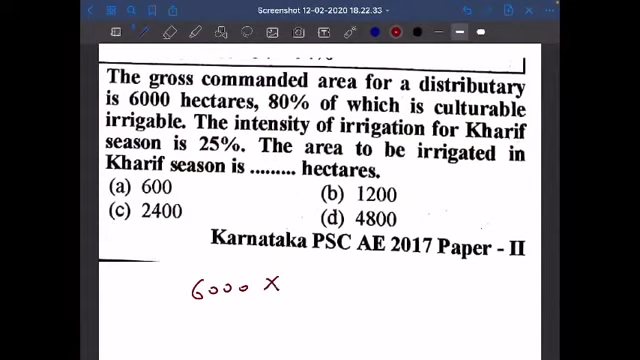 Screenshot 12-02-2020 18.22.33
The gross commanded area for a distributary
is 6000 hectares, 80% of which is culturable
irrigable. The intensity of irrigation for Kharif
season is 25%. The area to be irrigated in
Kharif season is ......... hectares.
(a) 600
(b) 1200
(c) 2400
(d) 4800
Karnataka PSC AE 2017 Paper - II
6000 ×